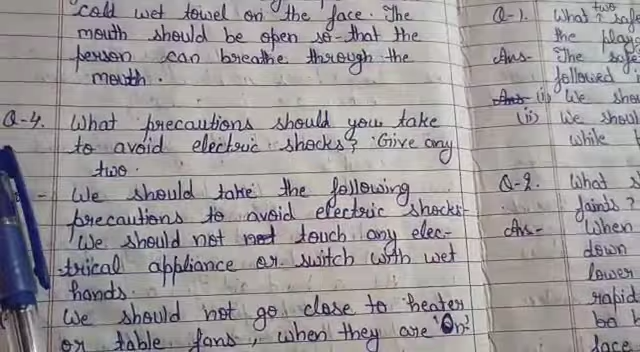 cold wet towel on the face. The
mouth should be open so that the
person can breathe through the
mouth.
Q-4. What precautions should you take
to avoid electric shocks? Give any
two.
- We should take the following
precautions to avoid electric shocks-
We should not not touch any elec-
-trical appliance or switch with wet
hands.
We should not go close to heater
or table fans, when they are 'On'.
Q-1. What two
the
Ans- The
followed
Ans (i) We
(ii) We
while
Q-2. What
faints?
Ans- When
down
lower
rapid
be
face